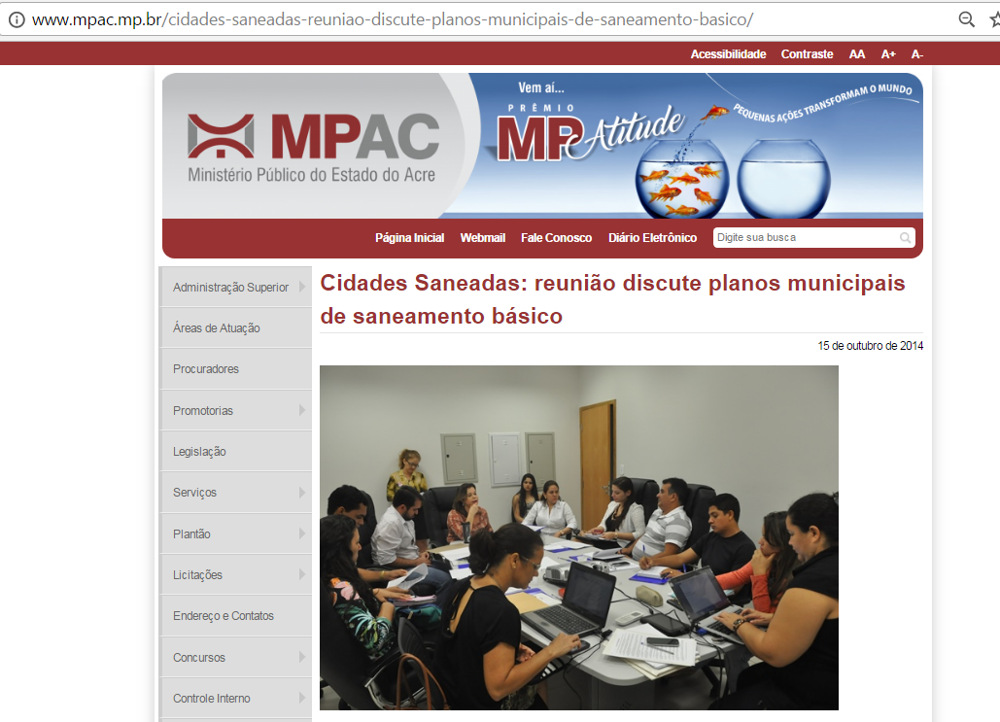 www.mpac.mp.br/cidades-saneadas-reuniao-discute-planos-municipais-de-saneamento-basico/
Acessibilidade Contraste AA A+ A-
Vem aí...
PRÊMIO
MP Atitude
PEQUENAS AÇÕES TRANSFORMAM O MUNDO
MPAC
Ministério Público do Estado do Acre
Página Inicial Webmail Fale Conosco Diário Eletrônico Digite sua busca
Administração Superior
Áreas de Atuação
Procuradores
Promotorias
Legislação
Serviços
Plantão
Licitações
Endereço e Contatos
Concursos
Controle Interno
Cidades Saneadas: reunião discute planos municipais
de saneamento básico
15 de outubro de 2014